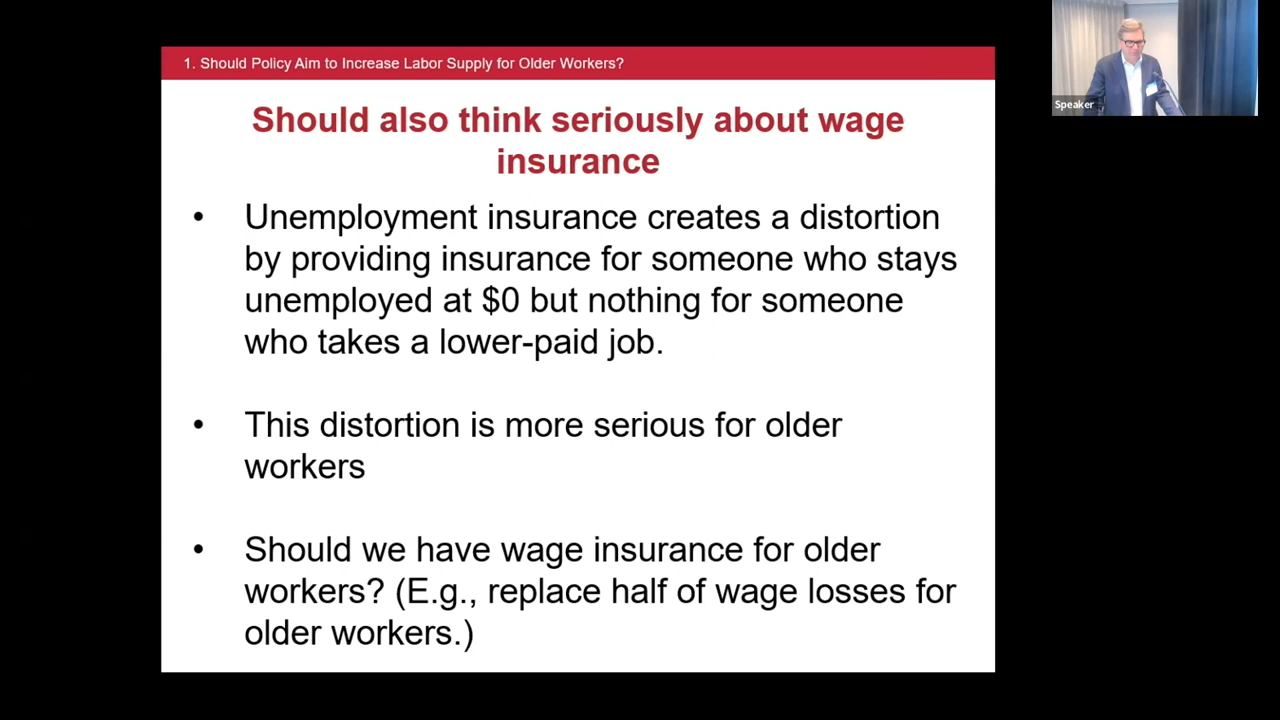 1. Should Policy Aim to Increase Labor Supply for Older Workers?
Should also think seriously about wage
insurance
• Unemployment insurance creates a distortion
by providing insurance for someone who stays
unemployed at $0 but nothing for someone
who takes a lower-paid job.
• This distortion is more serious for older
workers
• Should we have wage insurance for older
workers? (E.g., replace half of wage losses for
older workers.)
Speaker